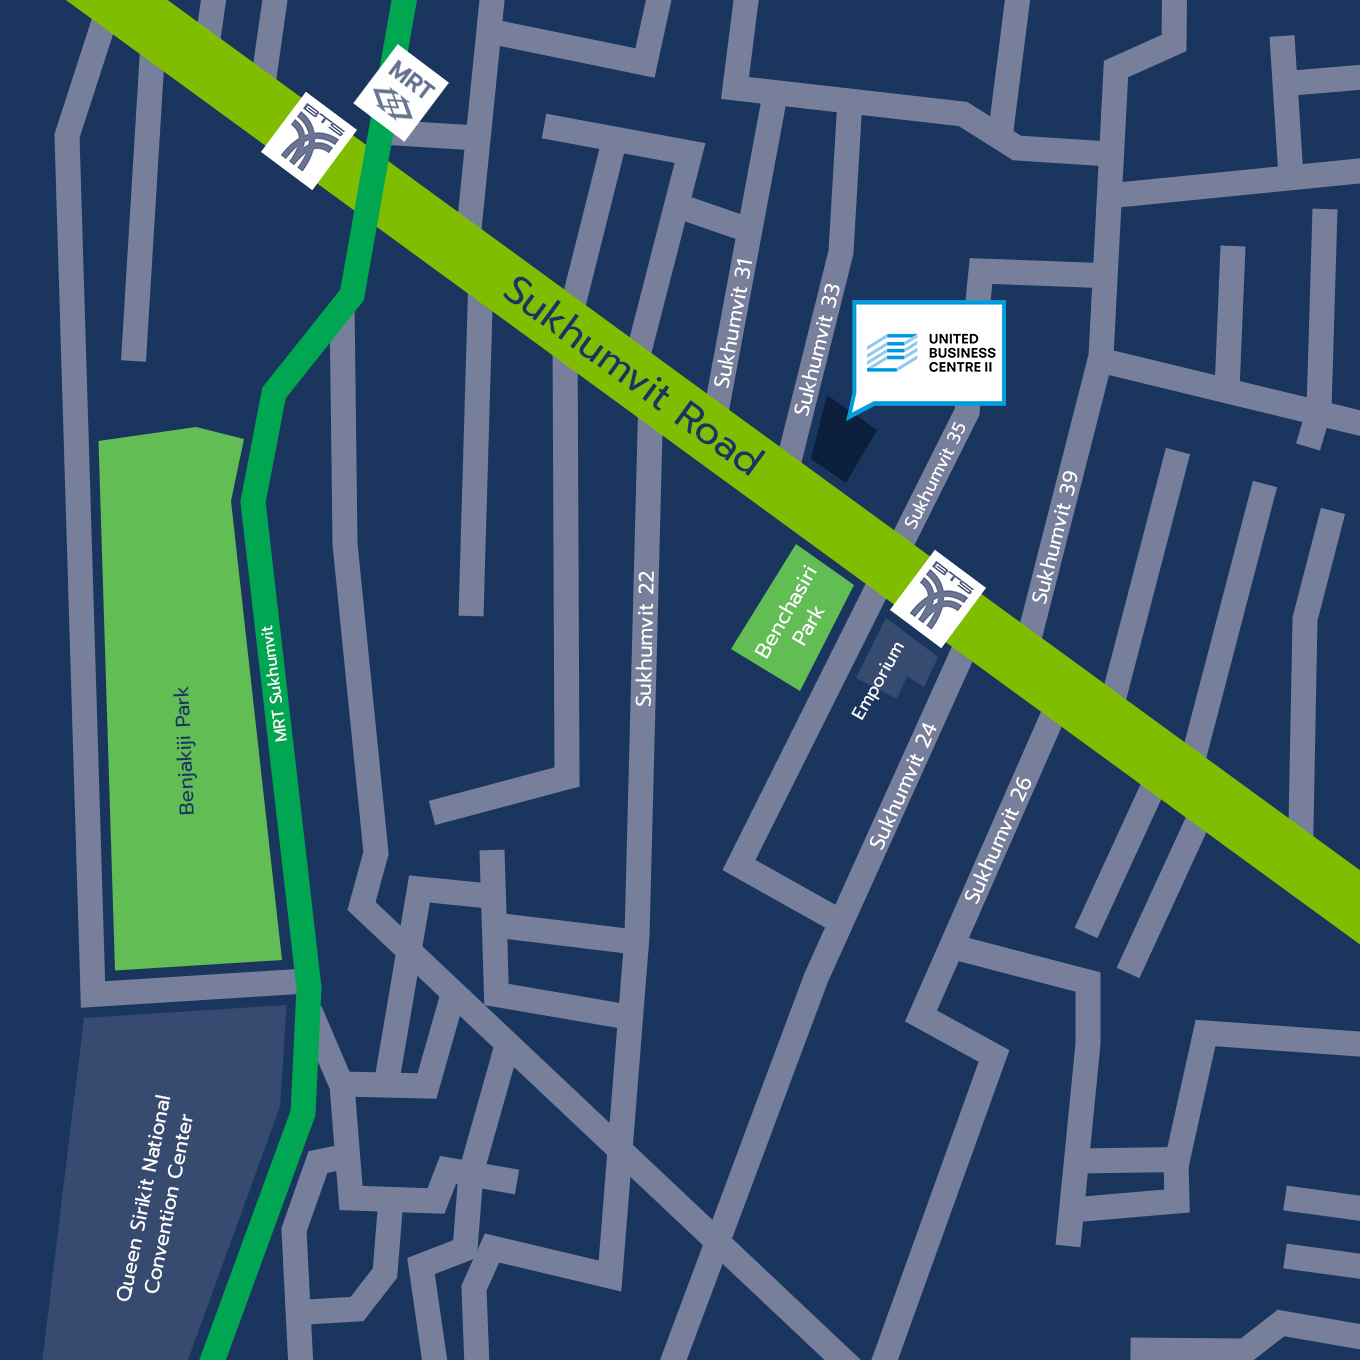 MRT
BTS
Sukhumvit Road
Sukhumvit 31
Sukhumvit 33
UNITED
BUSINESS
CENTRE II
Sukhumvit 35
Sukhumvit 39
BTS
Benchasiri
Park
Emporium
Sukhumvit 22
MRT Sukhumvit
Benjakiji Park
Sukhumvit 24
Sukhumvit 26
Queen Sirikit National
Convention Center